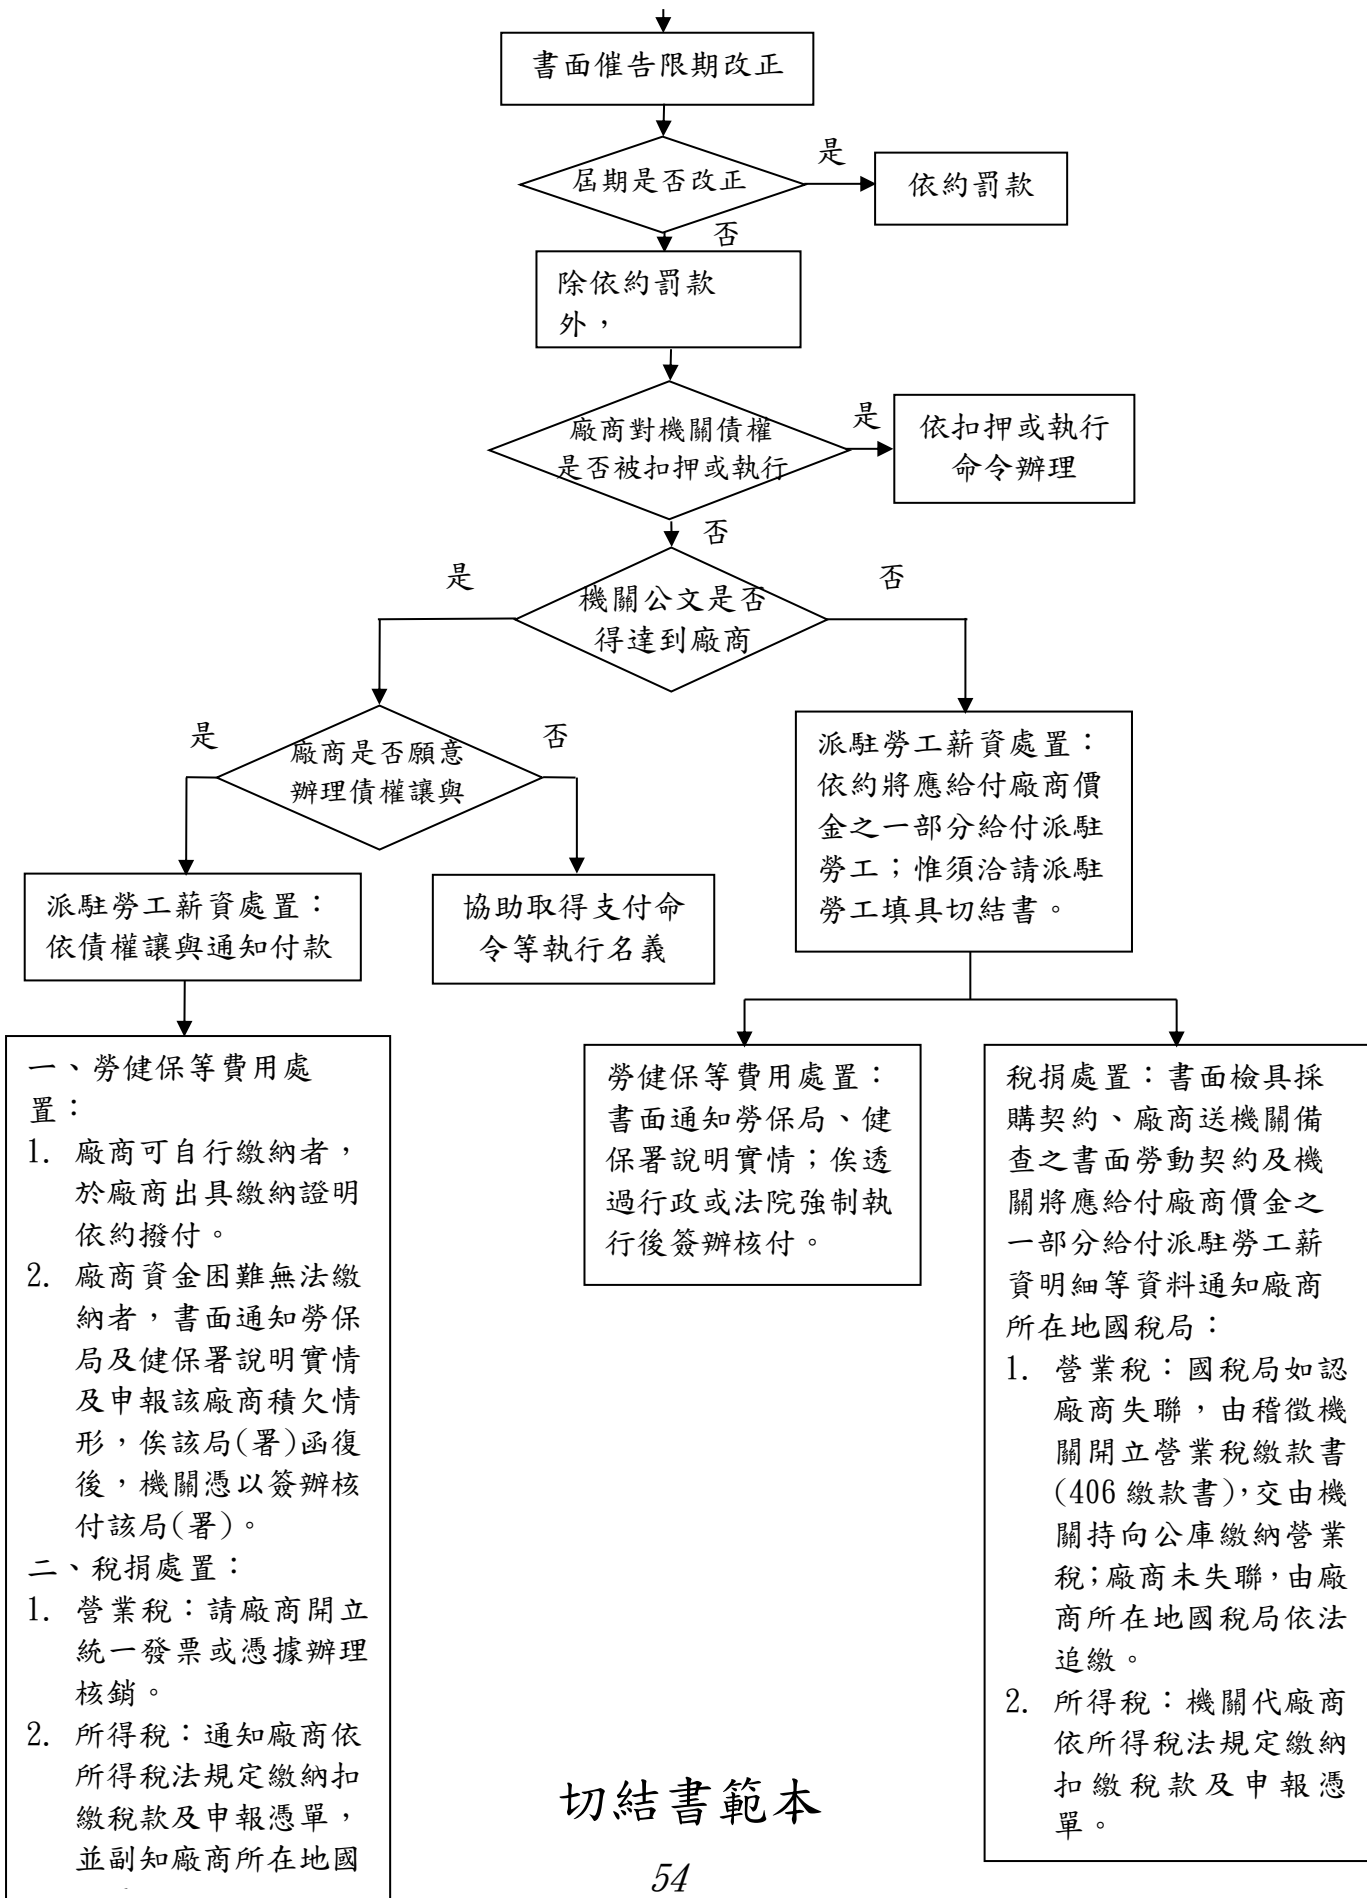 書面催告限期改正
屆期是否改正
是
依約罰款
否
除依約罰款
外，
廠商對機關債權
是否被扣押或執行
是
依扣押或執行
命令辦理
否
機關公文是否
得達到廠商
是
否
廠商是否願意
辦理債權讓與
是
否
派駐勞工薪資處置：
依債權讓與通知付款
協助取得支付命
令等執行名義
派駐勞工薪資處置：
依約將應給付廠商價
金之一部分給付派駐
勞工；惟須洽請派駐
勞工填具切結書。
一、勞健保等費用處
置：
1. 廠商可自行繳納者，
於廠商出具繳納證明
依約撥付。
2. 廠商資金困難無法繳
納者，書面通知勞保
局及健保署說明實情
及申報該廠商積欠情
形，俟該局(署)函復
後，機關憑以簽辦核
付該局(署)。
二、稅捐處置：
1. 營業稅：請廠商開立
統一發票或憑據辦理
核銷。
2. 所得稅：通知廠商依
所得稅法規定繳納扣
繳稅款及申報憑單，
並副知廠商所在地國
勞健保等費用處置：
書面通知勞保局、健
保署說明實情；俟透
過行政或法院強制執
行後簽辦核付。
稅捐處置：書面檢具採
購契約、廠商送機關備
查之書面勞動契約及機
關將應給付廠商價金之
一部分給付派駐勞工薪
資明細等資料通知廠商
所在地國稅局：
1. 營業稅：國稅局如認
廠商失聯，由稽徵機
關開立營業稅繳款書
(406 繳款書)，交由機
關持向公庫繳納營業
稅；廠商未失聯，由廠
商所在地國稅局依法
追繳。
2. 所得稅：機關代廠商
依所得稅法規定繳納
扣繳稅款及申報憑
單。
切結書範本
54